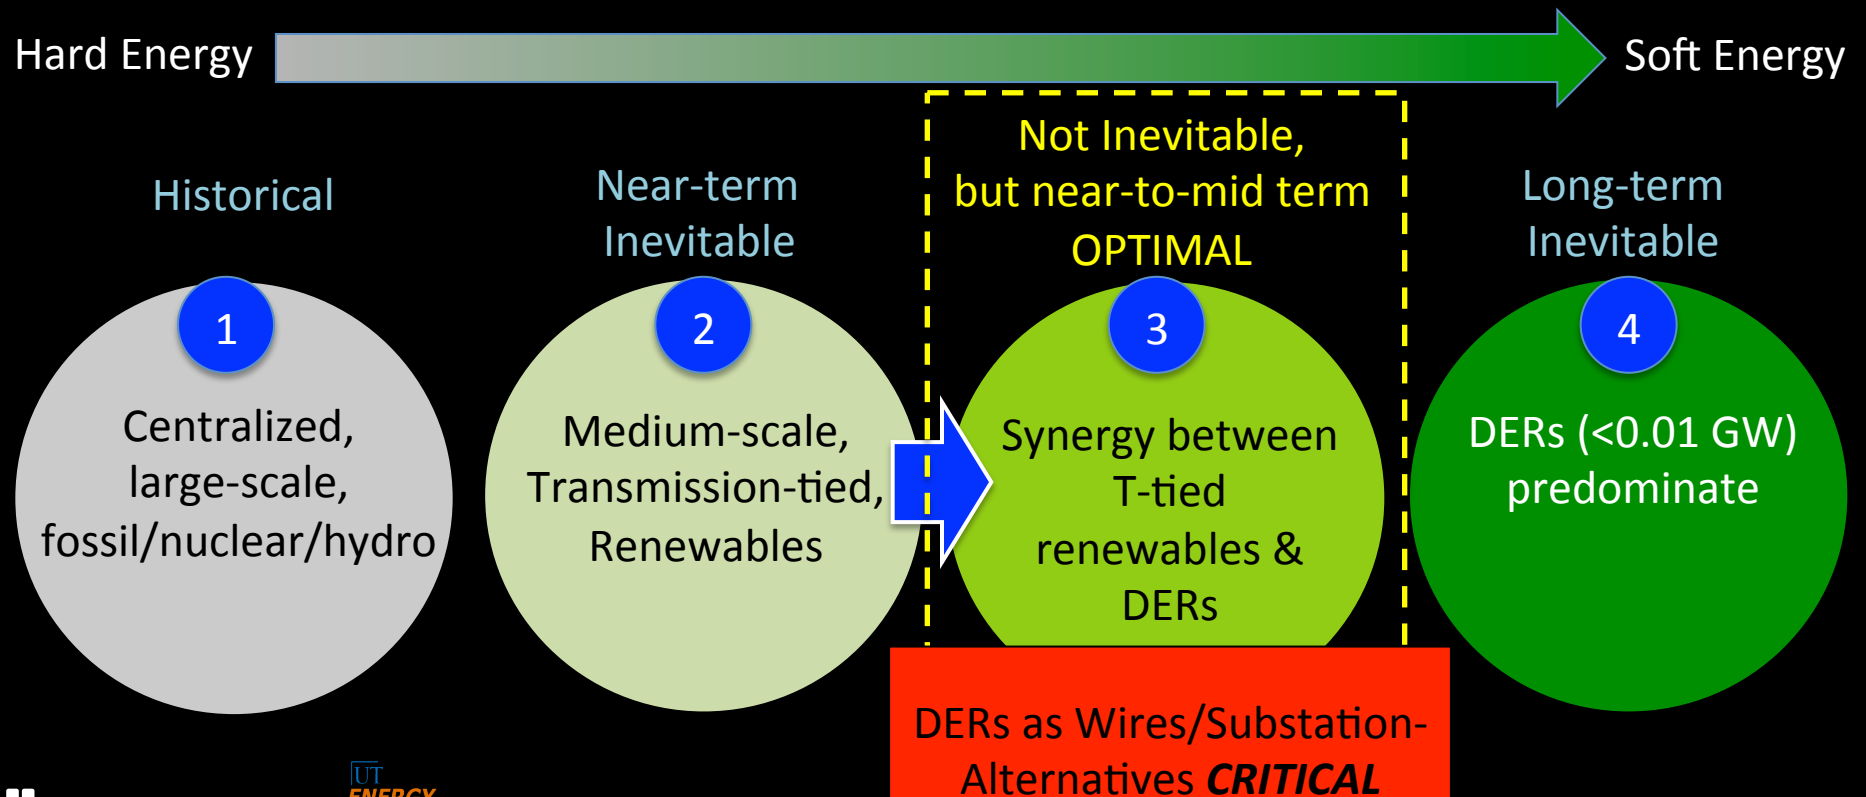 Hard Energy
Soft Energy
Historical
Near-term
Inevitable
Not Inevitable,
but near-to-mid term
OPTIMAL
Long-term
Inevitable
1
Centralized,
large-scale,
fossil/nuclear/hydro
2
Medium-scale,
Transmission-tied,
Renewables
3
Synergy between
T-tied
renewables &
DERs
4
DERs (<0.01 GW)
predominate
DERs as Wires/Substation-
Alternatives CRITICAL
UT
ENERGY